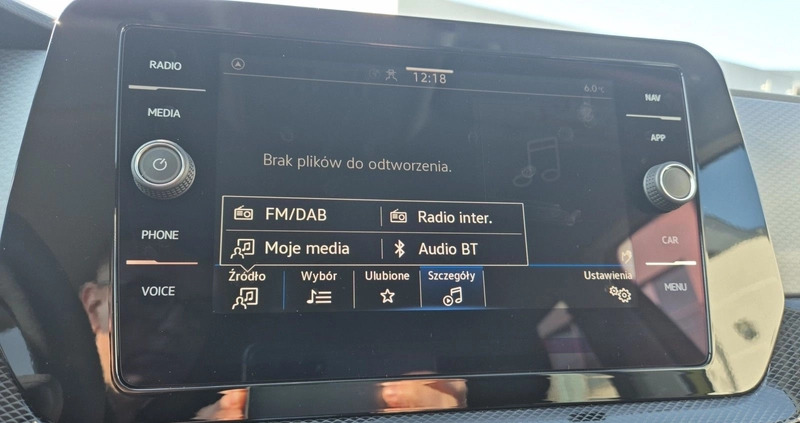 RADIO
MEDIA
PHONE
VOICE
12:18
6.0°C
Brak plików do odtworzenia.
FM/DAB
Radio inter.
Moje media
Audio BT
Źródło
Wybór
Ulubione
Szczegóły
Ustawienia
NAV
APP
CAR
MENU